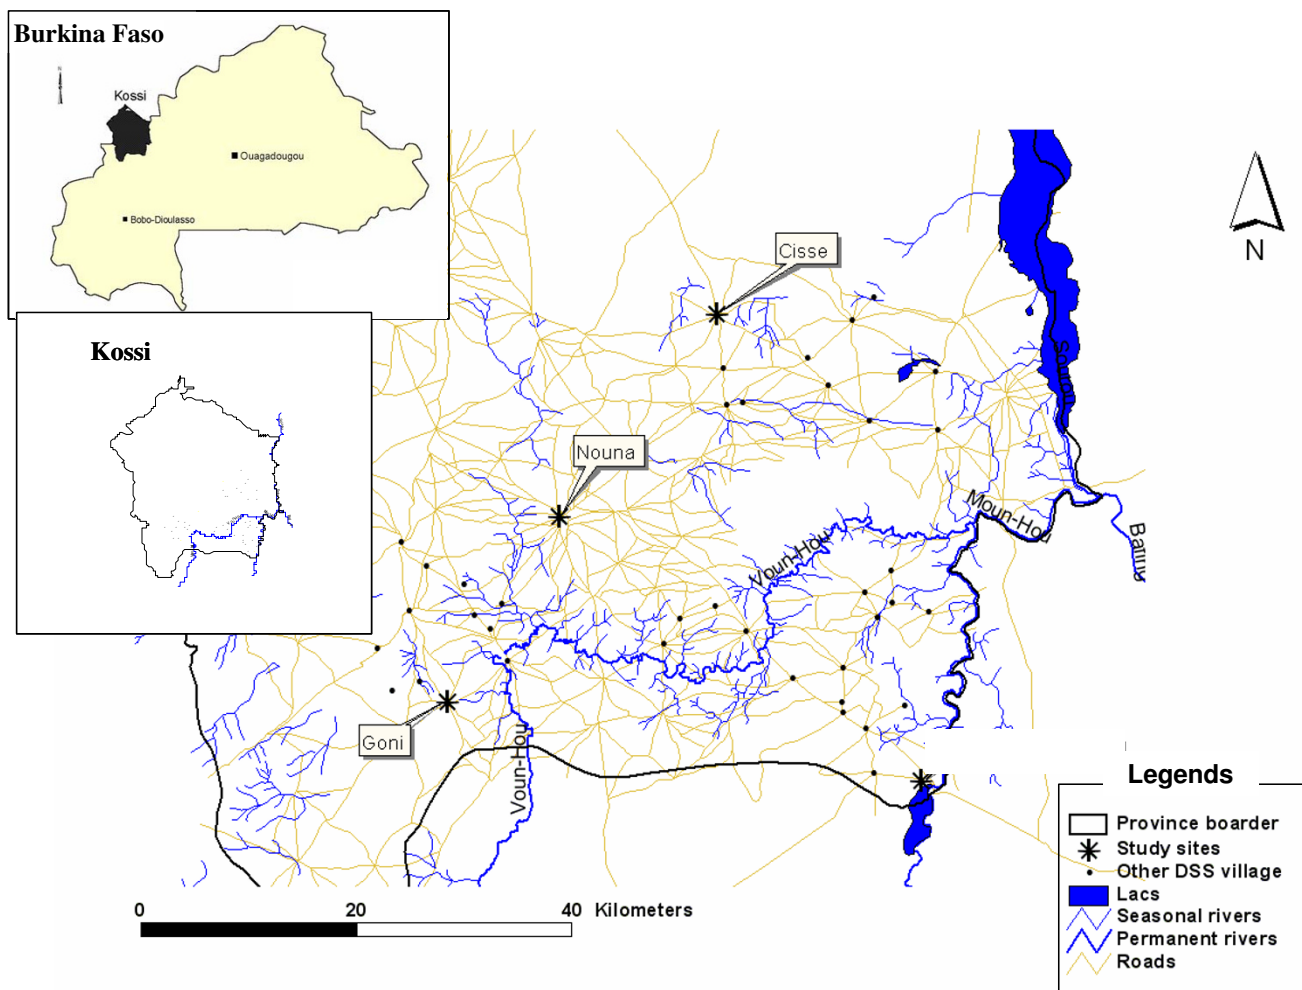 Burkina Faso
N
Kossi
Ouagadougou
Bobo-Dioulasso
Kossi
Cisse
N
Sourou
Nouna
Moun-Hou
Voun-Hou
Goni
Voun-Hou
Legends
Province boarder
Study sites
Other DSS village
Lacs
Seasonal rivers
Permanent rivers
Roads
0 20 40 Kilometers